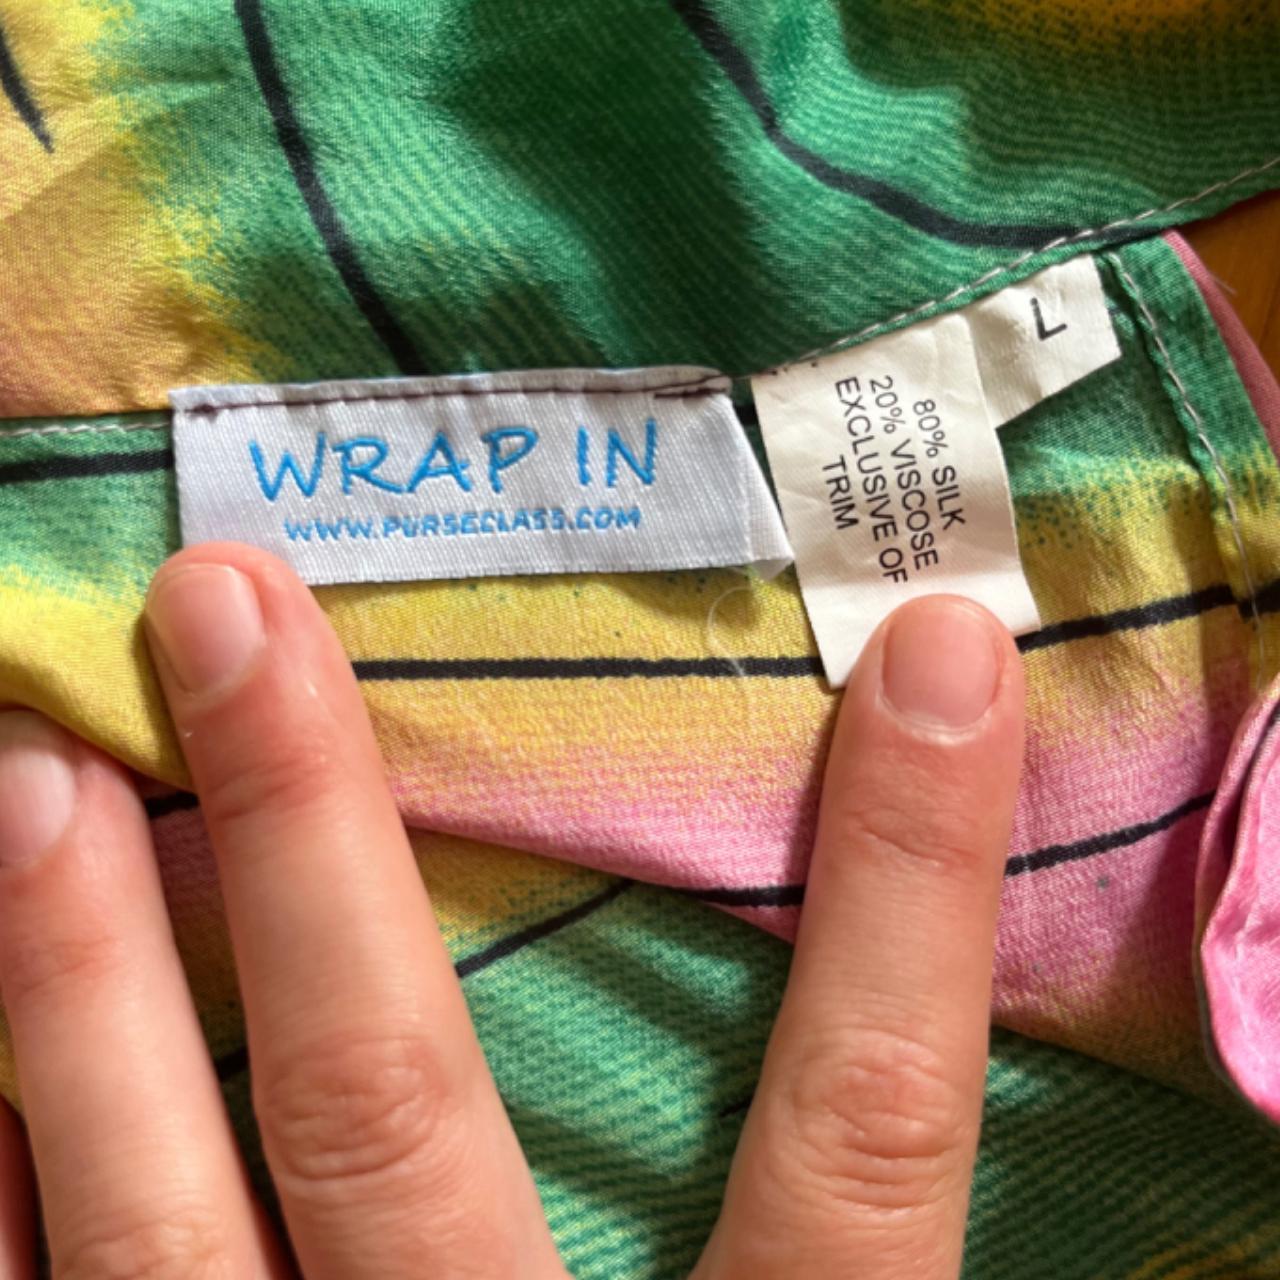 WRAP IN
WWW.PURSECLASS.COM
80% SILK
20% VISCOSE
EXCLUSIVE OF
TRIM
L